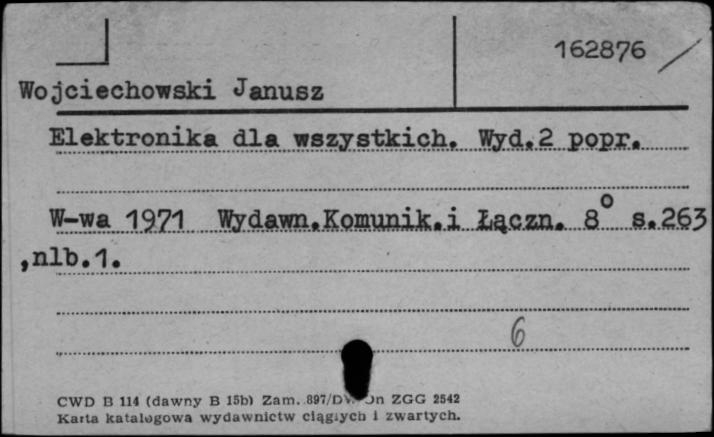 162876
Wojciechowski Janusz
Elektronika dla wszystkich. Wyd.2 popr.
W-wa 1971 Wydawn.Komunik.i Łączn. 8° s.263
,nlb.1.
6
CWD B 114 (dawny B 15b) Zam. 897/ ZGG 2542
Karta katalogowa wydawnictw ciągłych i zwartych.